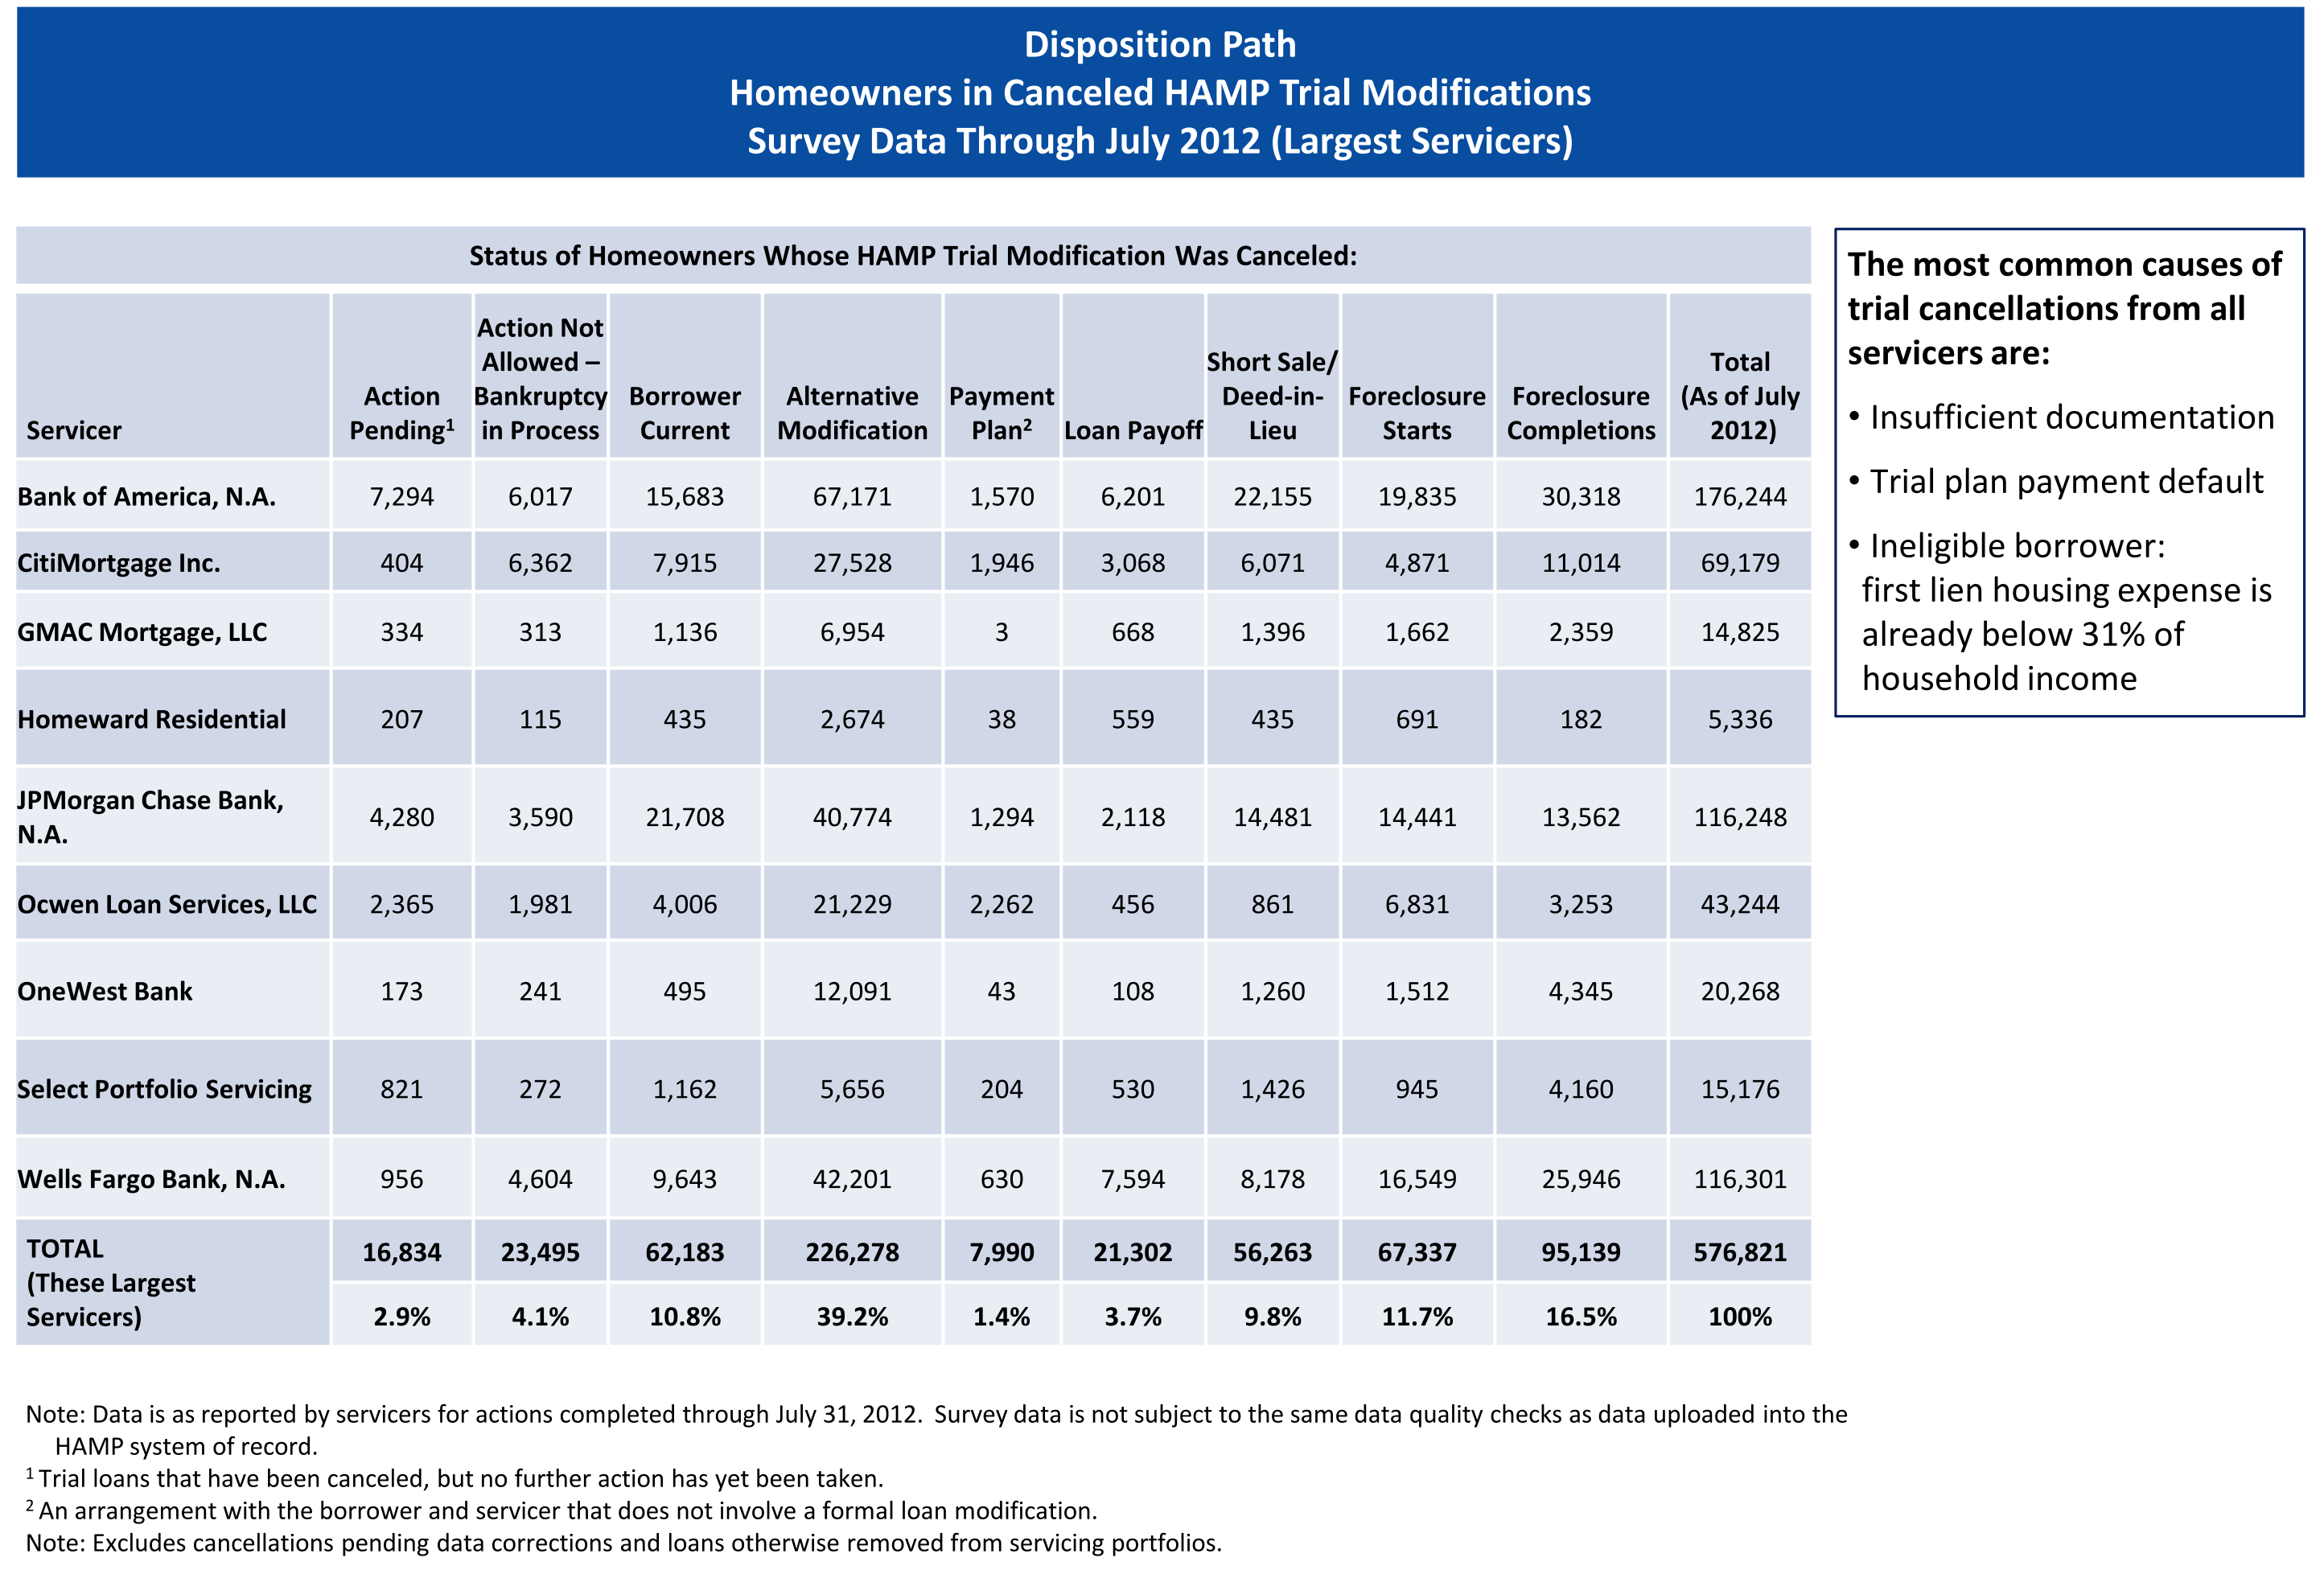 Disposition Path
Homeowners in Canceled HAMP Trial Modifications
Survey Data Through July 2012 (Largest Servicers)
Status of Homeowners Whose HAMP Trial Modification Was Canceled:
Servicer Action Pending¹ Action Not Allowed – Bankruptcy in Process Borrower Current Alternative Modification Payment Plan² Loan Payoff Short Sale/ Deed-in-Lieu Foreclosure Starts Foreclosure Completions Total (As of July 2012)
Bank of America, N.A. 7,294 6,017 15,683 67,171 1,570 6,201 22,155 19,835 30,318 176,244
CitiMortgage Inc. 404 6,362 7,915 27,528 1,946 3,068 6,071 4,871 11,014 69,179
GMAC Mortgage, LLC 334 313 1,136 6,954 3 668 1,396 1,662 2,359 14,825
Homeward Residential 207 115 435 2,674 38 559 435 691 182 5,336
JPMorgan Chase Bank, N.A. 4,280 3,590 21,708 40,774 1,294 2,118 14,481 14,441 13,562 116,248
Ocwen Loan Services, LLC 2,365 1,981 4,006 21,229 2,262 456 861 6,831 3,253 43,244
OneWest Bank 173 241 495 12,091 43 108 1,260 1,512 4,345 20,268
Select Portfolio Servicing 821 272 1,162 5,656 204 530 1,426 945 4,160 15,176
Wells Fargo Bank, N.A. 956 4,604 9,643 42,201 630 7,594 8,178 16,549 25,946 116,301
TOTAL (These Largest Servicers) 16,834 23,495 62,183 226,278 7,990 21,302 56,263 67,337 95,139 576,821
2.9% 4.1% 10.8% 39.2% 1.4% 3.7% 9.8% 11.7% 16.5% 100%
The most common causes of
trial cancellations from all
servicers are:
• Insufficient documentation
• Trial plan payment default
• Ineligible borrower:
first lien housing expense is
already below 31% of
household income
Note: Data is as reported by servicers for actions completed through July 31, 2012. Survey data is not subject to the same data quality checks as data uploaded into the
HAMP system of record.
¹ Trial loans that have been canceled, but no further action has yet been taken.
² An arrangement with the borrower and servicer that does not involve a formal loan modification.
Note: Excludes cancellations pending data corrections and loans otherwise removed from servicing portfolios.